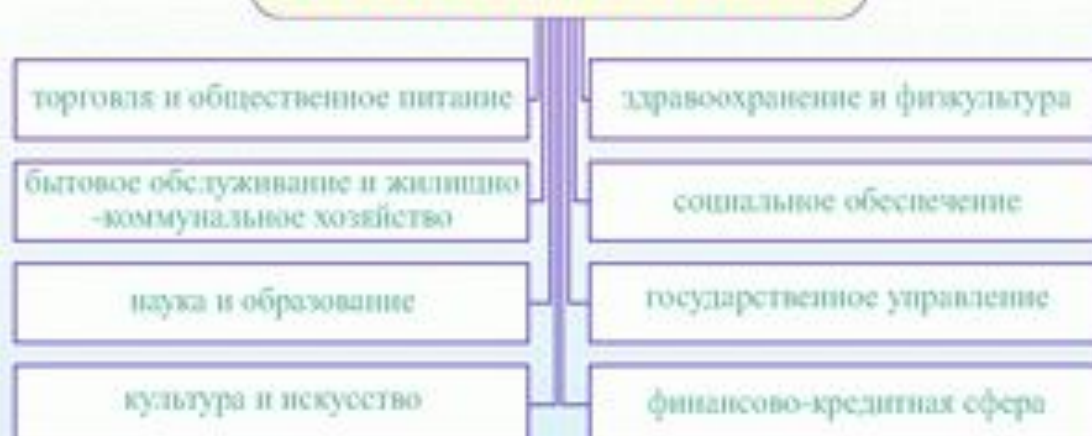 торговля и общественное питание
здравоохранение и физкультура
бытовое обслуживание и жилищно
-коммунальное хозяйство
социальное обеспечение
наука и образование
государственное управление
культура и искусство
финансово-кредитная сфера